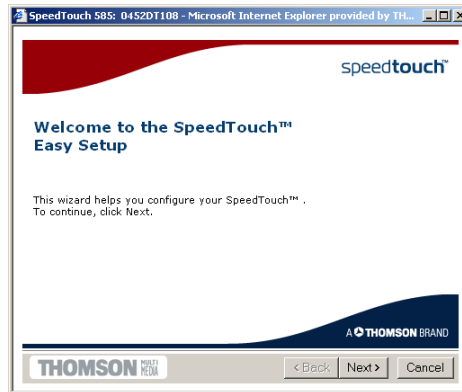 SpeedTouch 585: 0452DT108 - Microsoft Internet Explorer provided by TH...
speedtouch™
Welcome to the SpeedTouch™
Easy Setup
This wizard helps you configure your SpeedTouch™ .
To continue, click Next.
A THOMSON BRAND
THOMSON MULTI MEDIA
< Back Next > Cancel